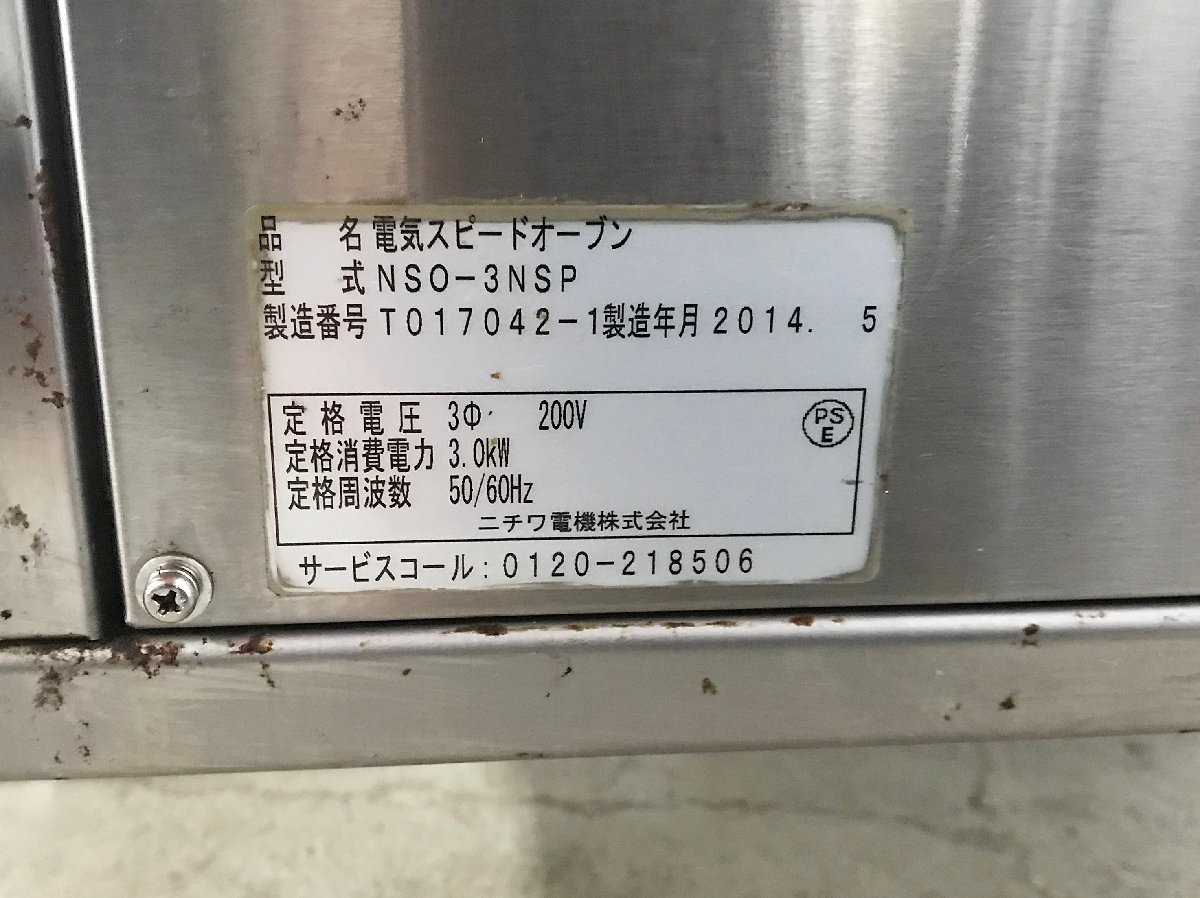 品　　名 電気スピードオーブン
型　　式 NSO-3NSP
製造番号 T017042-1製造年月 2014.　5
定格電圧 3Φ　200V
PS
E
定格消費電力 3.0kW
定格周波数 50/60Hz
ニチワ電機株式会社
サービスコール:0120-218506